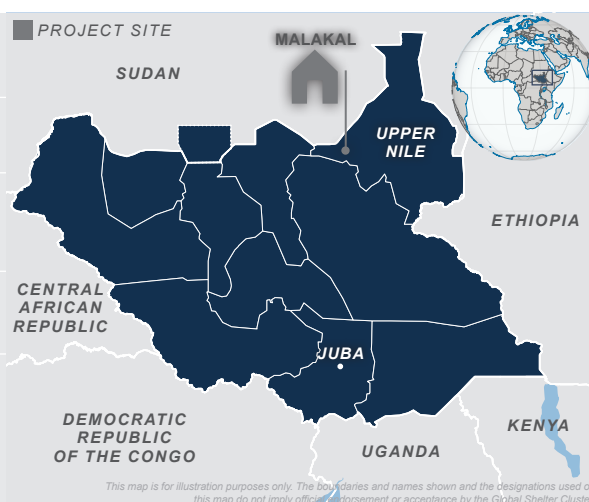 PROJECT SITE
MALAKAL
SUDAN
UPPER
NILE
ETHIOPIA
CENTRAL
AFRICAN
REPUBLIC
JUBA
DEMOCRATIC
REPUBLIC
OF THE CONGO
UGANDA
KENYA
This map is for illustration purposes only. The boundaries and names shown and the designations used o
this map do not imply official endorsement or acceptance by the Global Shelter Cluste